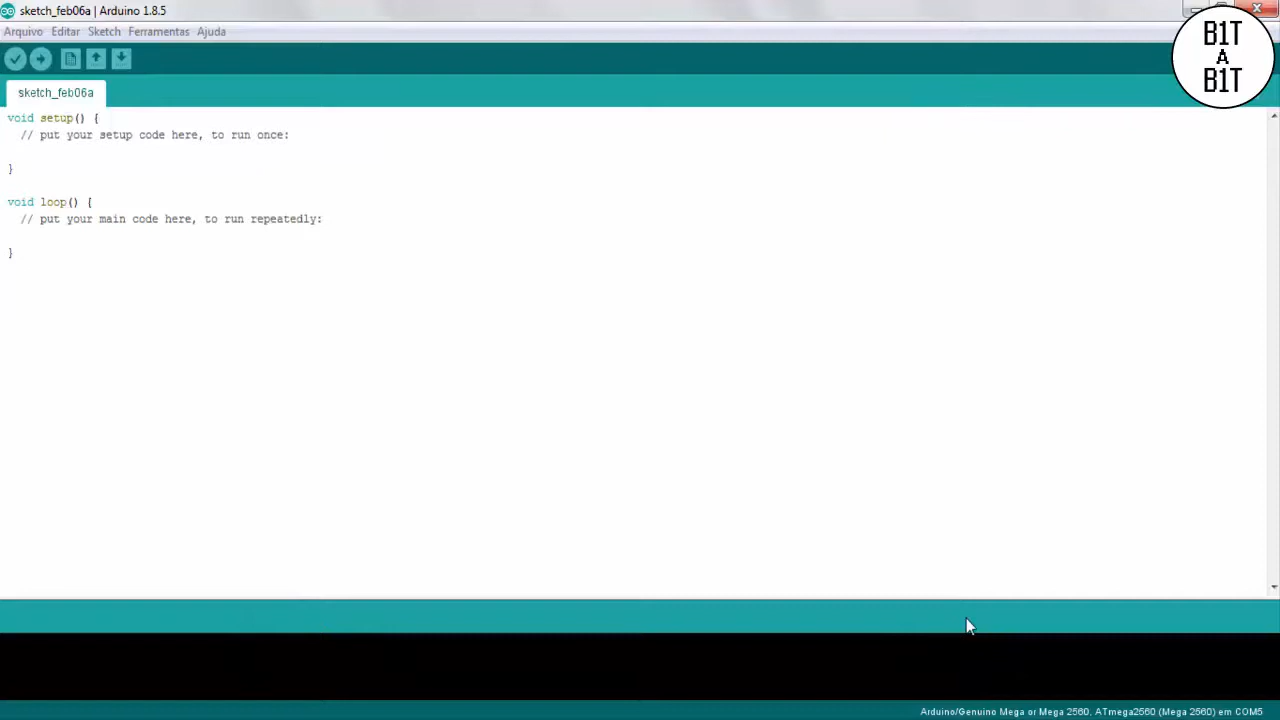 sketch_feb06a | Arduino 1.8.5
Arquivo Editar Sketch Ferramentas Ajuda
B1T
A
B1T
sketch_feb06a
void setup() {
  // put your setup code here, to run once:
}
void loop() {
  // put your main code here, to run repeatedly:
}
Arduino/Genuino Mega or Mega 2560, ATmega2560 (Mega 2560) em COM5